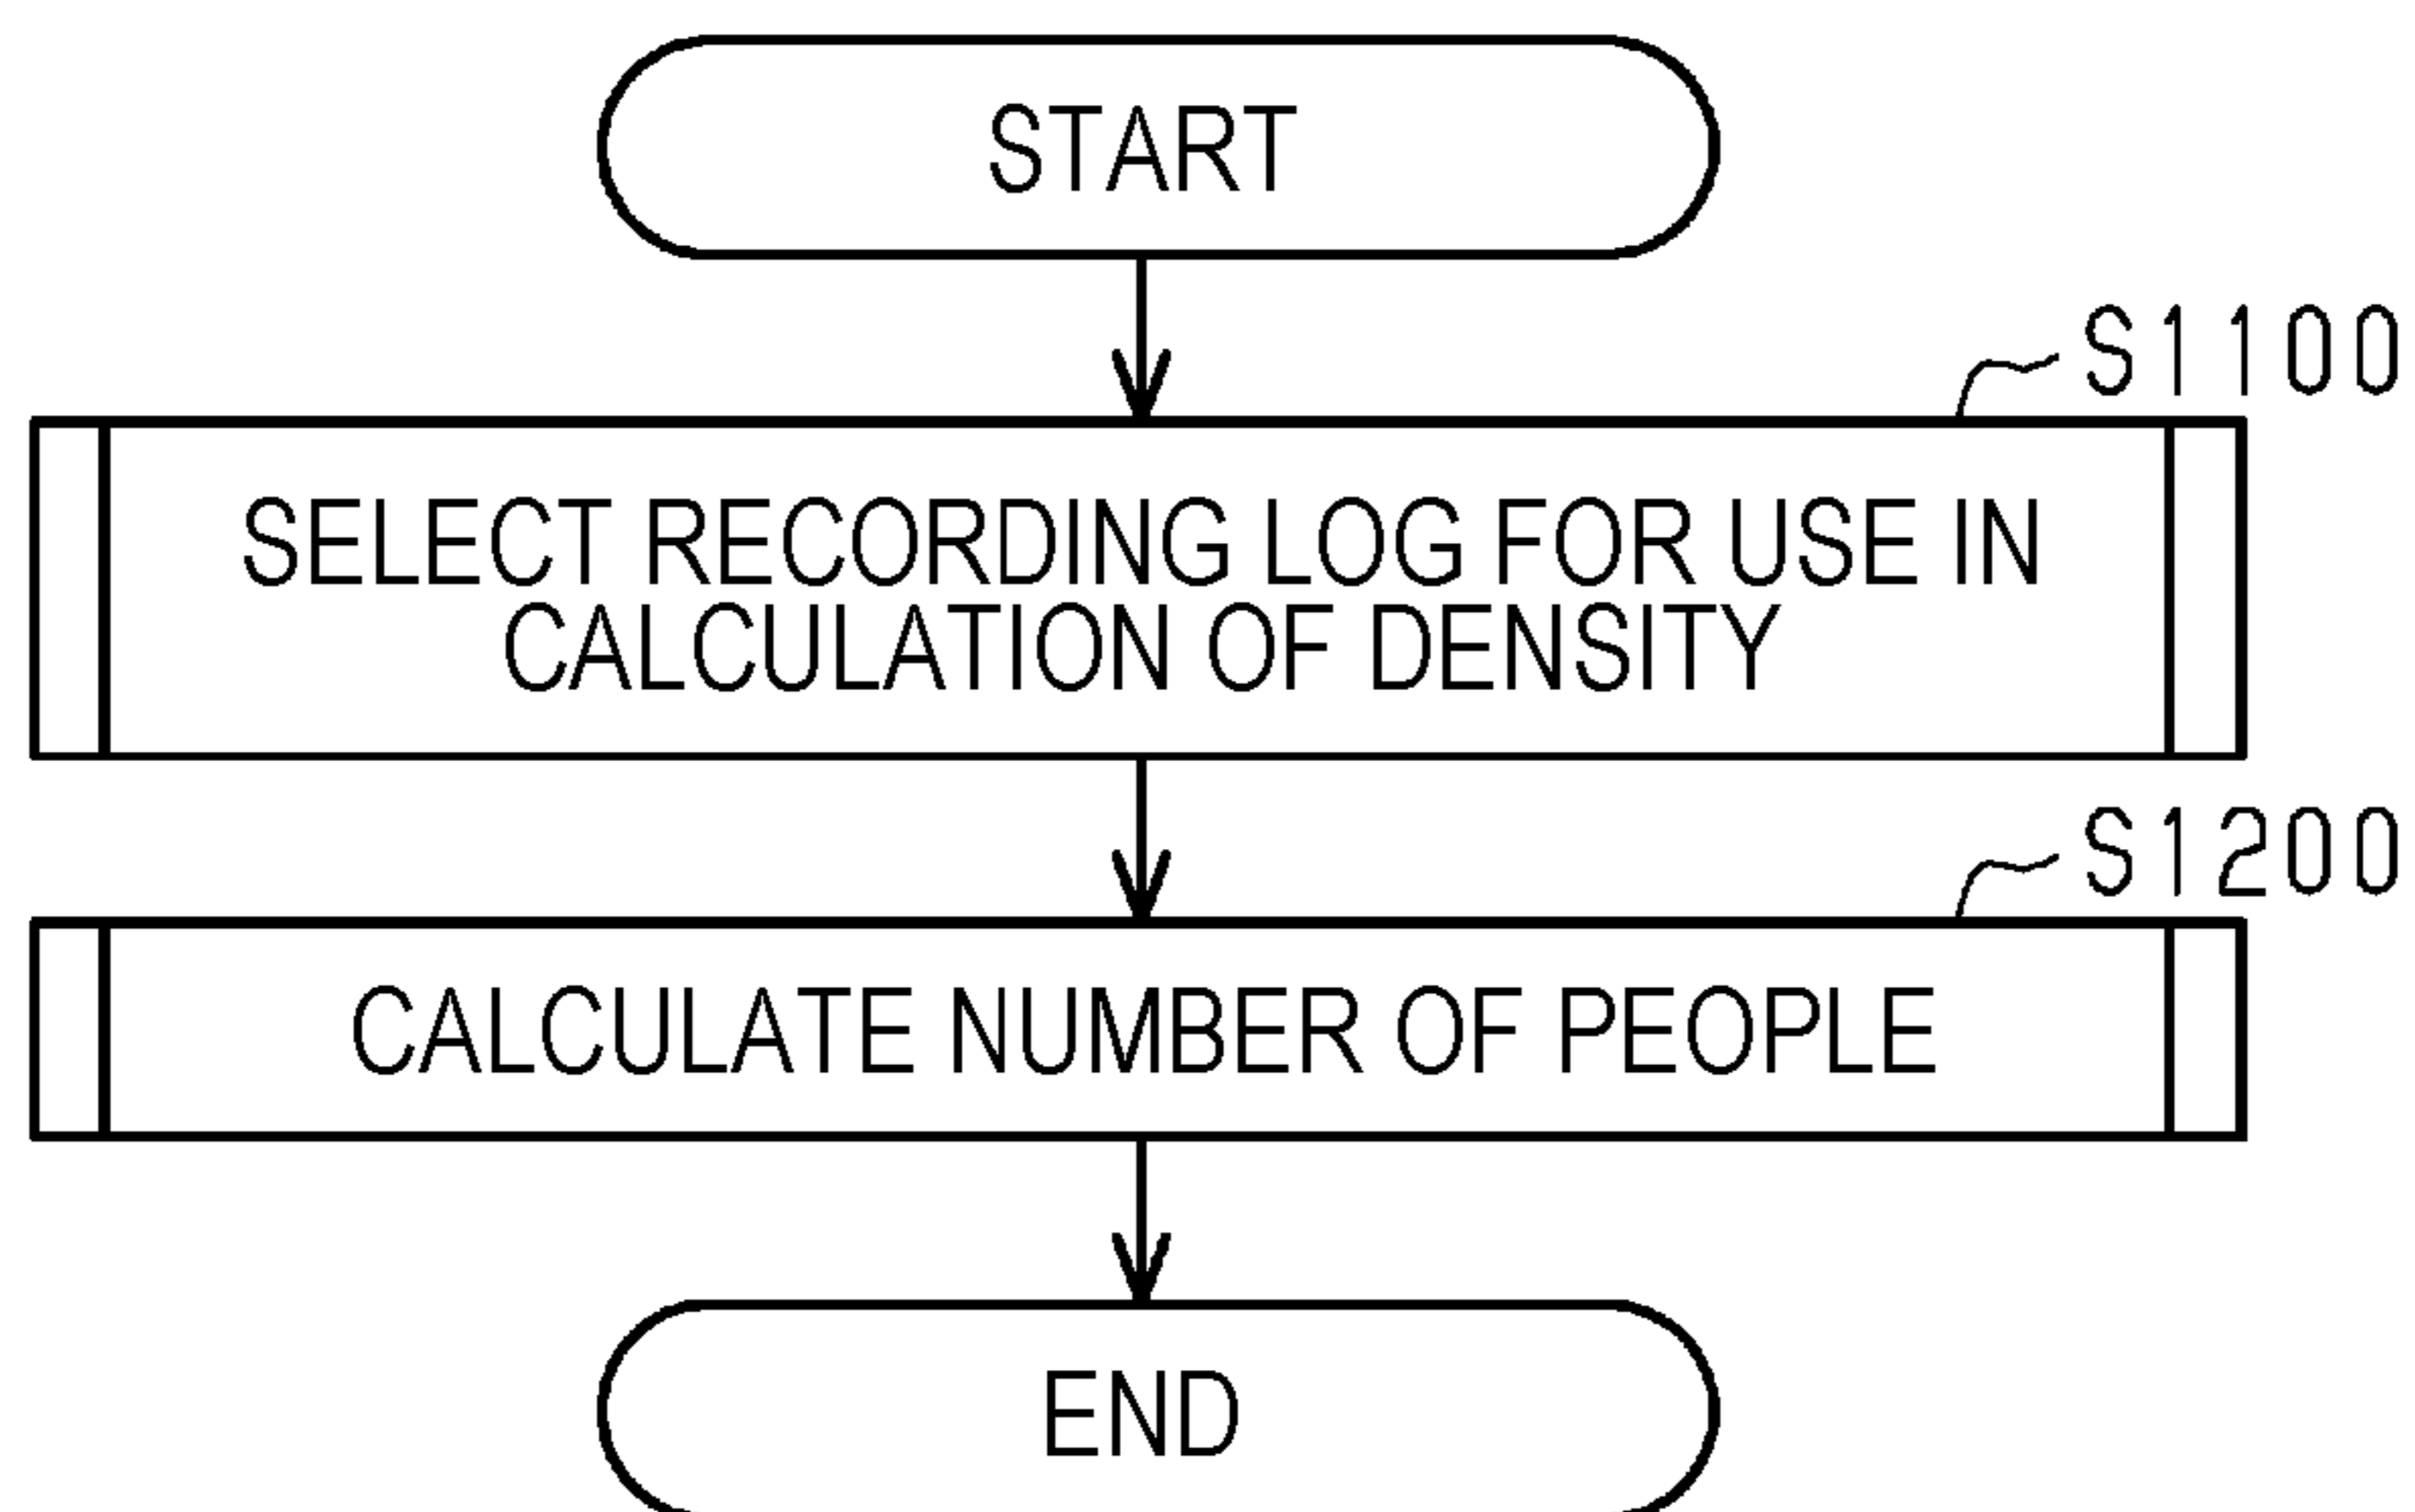 START
S1100
SELECT RECORDING LOG FOR USE IN
CALCULATION OF DENSITY
S1200
CALCULATE NUMBER OF PEOPLE
END